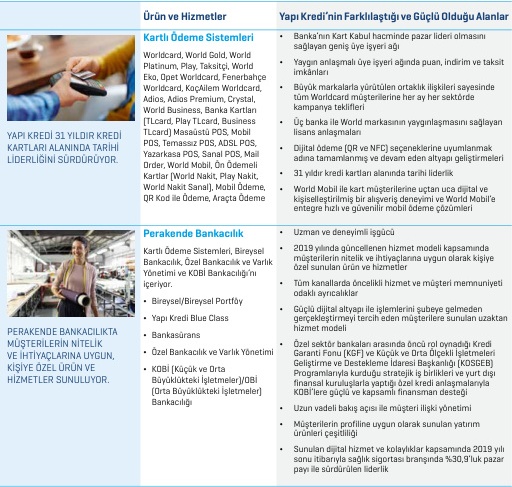 Ürün ve Hizmetler
Yapı Kredi'nin Farklılaştığı ve Güçlü Olduğu Alanlar
YAPI KREDİ 31 YILDIR KREDİ
KARTLARI ALANINDA TARİHİ
LİDERLİĞİNİ SÜRDÜRÜYOR.
Kartlı Ödeme Sistemleri
Worldcard, World Gold, World
Platinum, Play, Taksitçi, World
Eko, Opet Worldcard, Fenerbahçe
Worldcard, KoçAilem Worldcard,
Adios, Adios Premium, Crystal,
World Business, Banka Kartları
(TLcard, Play TLcard, Business
TLcard) Masaüstü POS, Mobil
POS, Temassız POS, ADSL POS,
Yazarkasa POS, Sanal POS, Mail
Order, World Mobil, Ön Ödemeli
Kartlar (World Nakit, Play Nakit,
World Nakit Sanal), Mobil Ödeme,
QR Kod ile Ödeme, Araçta Ödeme
• Banka'nın Kart Kabul hacminde pazar lideri olmasını
sağlayan geniş üye işyeri ağı
• Yaygın anlaşmalı üye işyeri ağında puan, indirim ve taksit
imkânları
• Büyük markalarla yürütülen ortaklık ilişkileri sayesinde
tüm Worldcard müşterilerine her ay her sektörde
kampanya teklifleri
• Üç banka ile World markasının yaygınlaşmasını sağlayan
lisans anlaşmaları
• Dijital ödeme (QR ve NFC) seçeneklerine uyumlanmak
adına tamamlanmış ve devam eden altyapı geliştirmeleri
• 31 yıldır kredi kartları alanında tarihi liderlik
• World Mobil ile kart müşterilerine uçtan uca dijital ve
kişiselleştirilmiş bir alışveriş deneyimi ve World Mobil'e
entegre hızlı ve güvenilir mobil ödeme çözümleri
PERAKENDE BANKACILIKTA
MÜŞTERİLERİN NİTELİK
VE İHTİYAÇLARINA UYGUN,
KİŞİYE ÖZEL ÜRÜN VE
HİZMETLER SUNULUYOR.
Perakende Bankacılık
Kartlı Ödeme Sistemleri, Bireysel
Bankacılık, Özel Bankacılık ve Varlık
Yönetimi ve KOBİ Bankacılığı'nı
içeriyor.
• Bireysel/Bireysel Portföy
• Yapı Kredi Blue Class
• Bankasürans
• Özel Bankacılık ve Varlık Yönetimi
• KOBİ (Küçük ve Orta
Büyüklükteki İşletmeler)/OBİ
(Orta Büyüklükteki İşletmeler)
Bankacılığı
• Uzman ve deneyimli işgücü
• 2019 yılında güncellenen hizmet modeli kapsamında
müşterilerin nitelik ve ihtiyaçlarına uygun olarak kişiye
özel sunulan ürün ve hizmetler
• Tüm kanallarda öncelikli hizmet ve müşteri memnuniyeti
odaklı ayrıcalıklar
• Güçlü dijital altyapı ile işlemlerini şubeye gelmeden
gerçekleştirmeyi tercih eden müşterilere sunulan uzaktan
hizmet modeli
• Özel sektör bankaları arasında öncü rol oynadığı Kredi
Garanti Fonu (KGF) ve Küçük ve Orta Ölçekli İşletmeleri
Geliştirme ve Destekleme İdaresi Başkanlığı (KOSGEB)
Programlarıyla kurduğu stratejik iş birlikleri ve yurt dışı
finansal kuruluşlarla yaptığı özel kredi anlaşmalarıyla
KOBİ'lere güçlü ve kapsamlı finansman desteği
• Uzun vadeli bakış açısı ile müşteri ilişki yönetimi
• Müşterilerin profiline uygun olarak sunulan yatırım
ürünleri çeşitliliği
• Sunulan dijital hizmet ve kolaylıklar kapsamında 2019 yılı
sonu itibarıyla sağlık sigortası branşında %30,9'luk pazar
payı ile sürdürülen liderlik